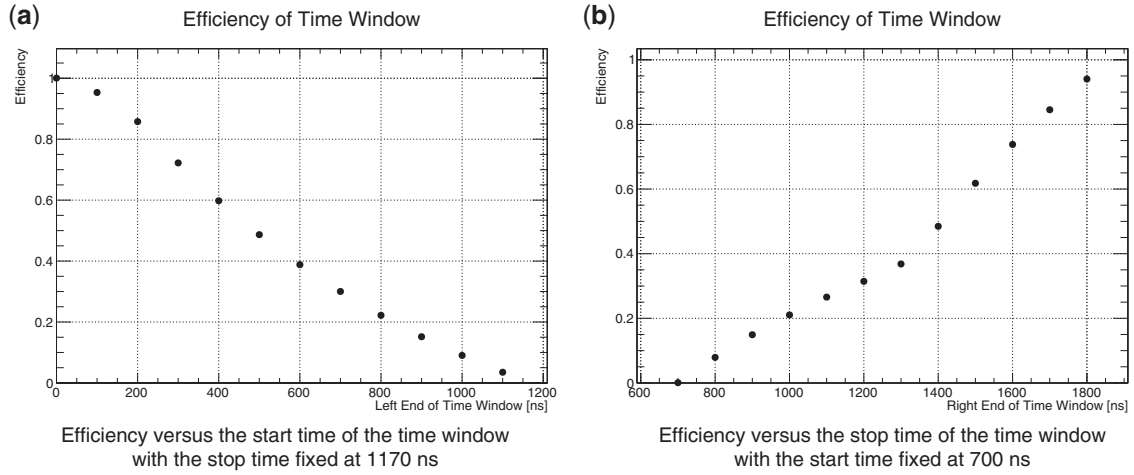 (a)
Efficiency of Time Window
Efficiency
1
0.8
0.6
0.4
0.2
0
0 200 400 600 800 1000 1200
Left End of Time Window [ns]
Efficiency versus the start time of the time window
with the stop time fixed at 1170 ns
(b)
Efficiency of Time Window
Efficiency
1
0.8
0.6
0.4
0.2
0
600 800 1000 1200 1400 1600 1800
Right End of Time Window [ns]
Efficiency versus the stop time of the time window
with the start time fixed at 700 ns